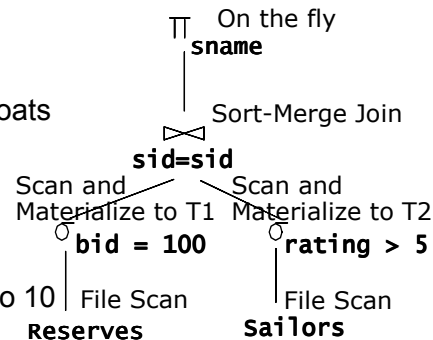 ∏ On the fly
sname
oats
Sort-Merge Join
sid=sid
Scan and Scan and
Materialize to T1 Materialize to T2
σ bid = 100 σ rating > 5
o 10 File Scan File Scan
Reserves Sailors